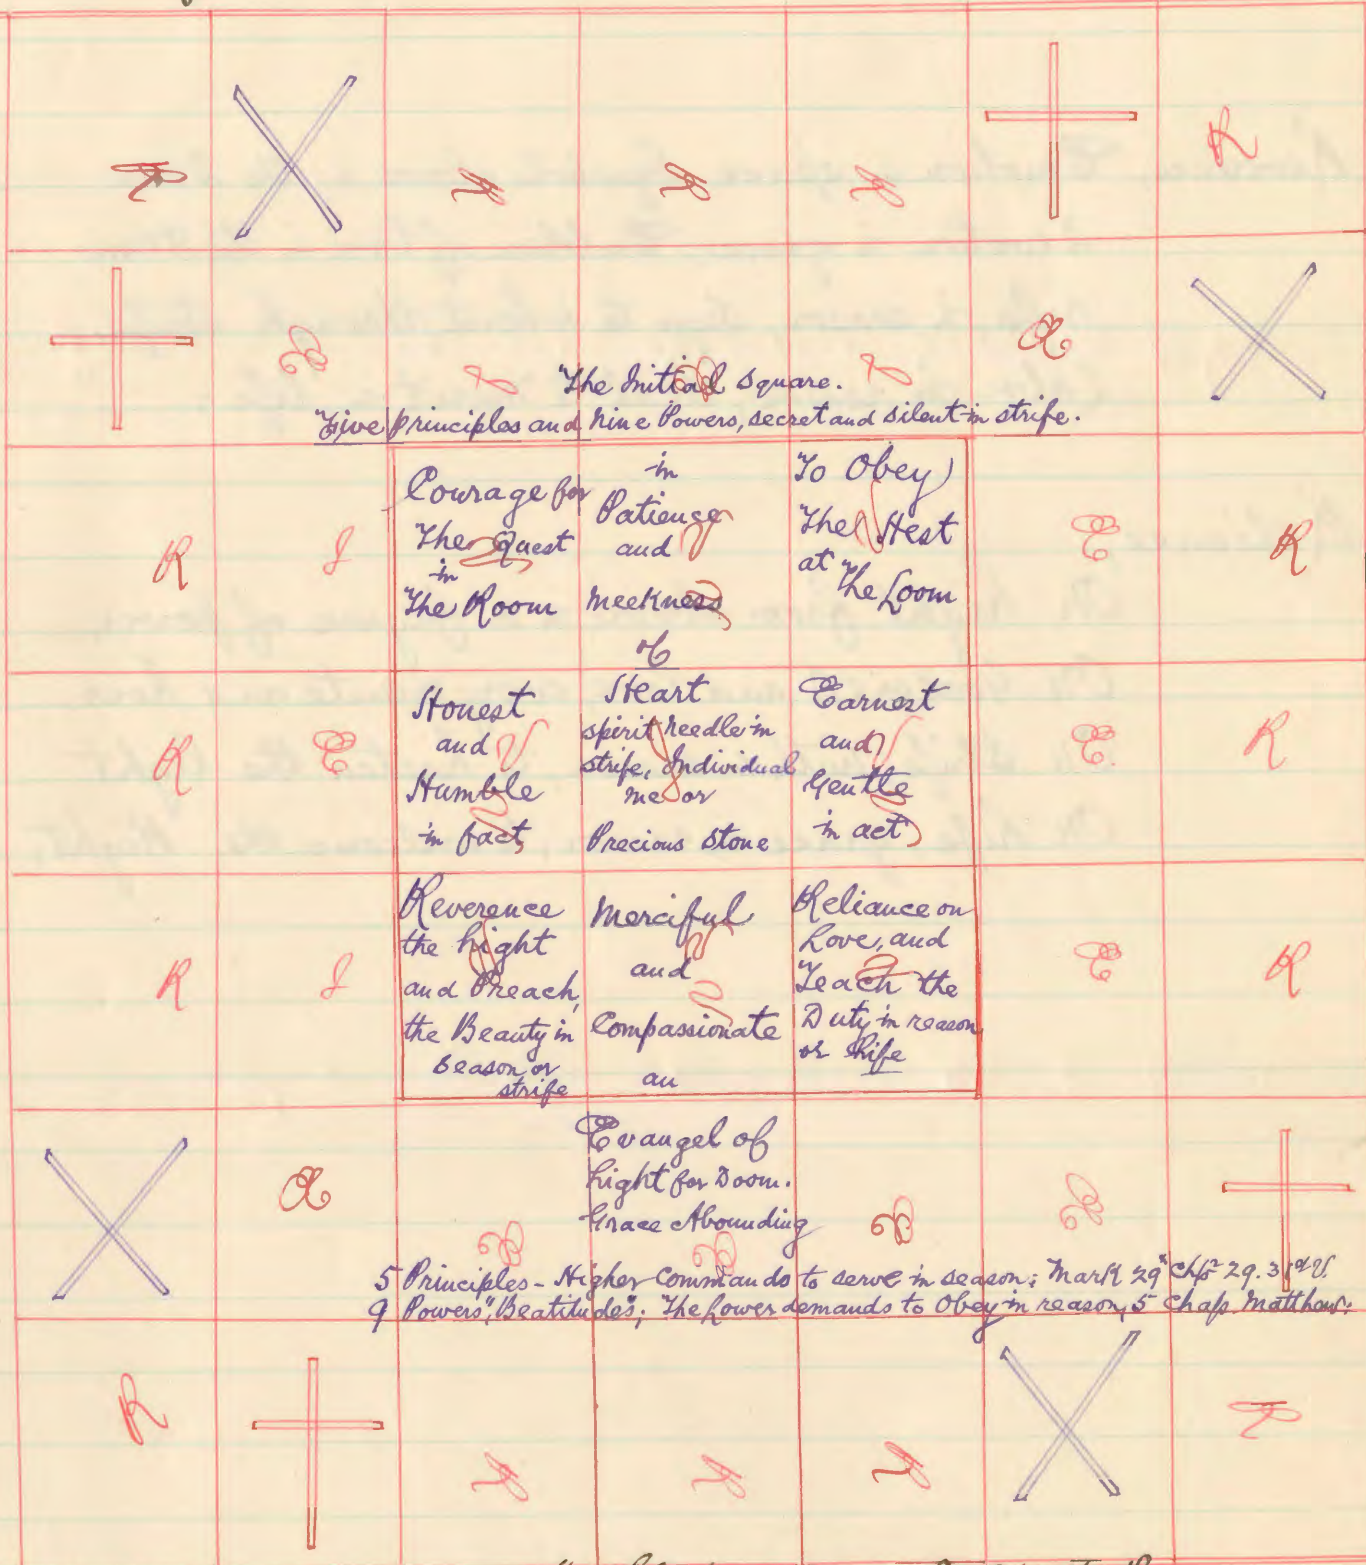 R R R R R
E I E I E
"The Initial Square.
"Five Principles and Nine Powers, secret and silent in strife.
Courage for
The Quest
in
The Room
in
Patience
and
Meekness
of
To Obey
The Hest
at The Loom
R I E R
Honest
and
Humble
in fact,
Heart
spirit needle in
strife, Individual
me or
Precious Stone
Earnest
and
Gentle
in act
R E E R
Reverence
the Light
and Preach,
the Beauty in
Season or
strife
Merciful
and
Compassionate
an
Reliance on
Love, and
Teach the
Duty in reason
or Life
R I E R
Evangel of
Light for Doom.
Grace Abounding
5 Principles - Higher Commands to serve in season; Mark 29" 29.
9 Powers, "Beatitudes"; The Lower demands to Obey in reason, 5 Chap. Matthew.
R R R R R